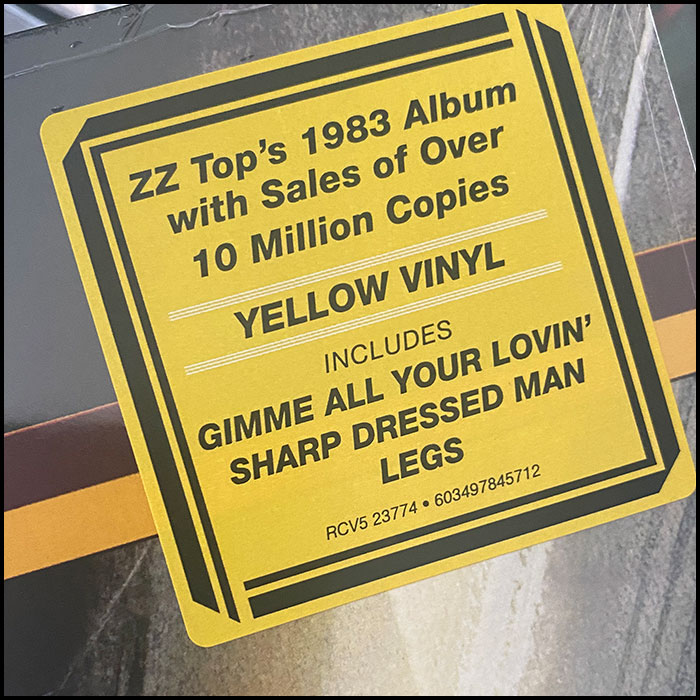 ZZ Top's 1983 Album
with Sales of Over
10 Million Copies
YELLOW VINYL
INCLUDES
GIMME ALL YOUR LOVIN'
SHARP DRESSED MAN
LEGS
RCV5 23774 • 603497845712